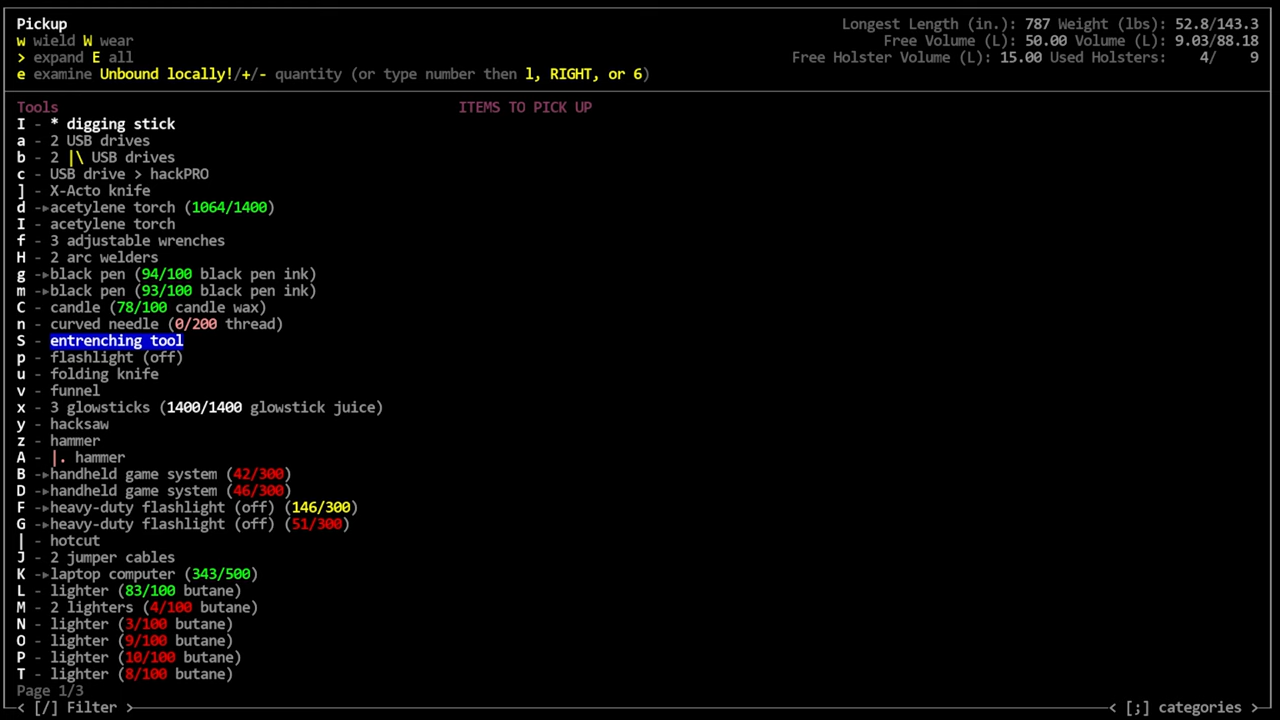 Pickup
Longest Length (in.): 787 Weight (lbs): 52.8/143.3
w wield W wear
Free Volume (L): 50.00 Volume (L): 9.03/88.18
> expand E all
Free Holster Volume (L): 15.00 Used Holsters: 4/ 9
e examine Unbound locally!/+/- quantity (or type number then l, RIGHT, or 6)
Tools
ITEMS TO PICK UP
I - * digging stick
a - 2 USB drives
b - 2 |\ USB drives
c - USB drive > hackPRO
] - X-Acto knife
d -▸acetylene torch (1064/1400)
I - acetylene torch
f - 3 adjustable wrenches
H - 2 arc welders
g -▸black pen (94/100 black pen ink)
m -▸black pen (93/100 black pen ink)
C - candle (78/100 candle wax)
n - curved needle (0/200 thread)
S - entrenching tool
p - flashlight (off)
u - folding knife
v - funnel
x - 3 glowsticks (1400/1400 glowstick juice)
y - hacksaw
z - hammer
A - |. hammer
B -▸handheld game system (42/300)
D -▸handheld game system (46/300)
F -▸heavy-duty flashlight (off) (146/300)
G -▸heavy-duty flashlight (off) (51/300)
| - hotcut
J - 2 jumper cables
K -▸laptop computer (343/500)
L - lighter (83/100 butane)
M - 2 lighters (4/100 butane)
N - lighter (3/100 butane)
O - lighter (9/100 butane)
P - lighter (10/100 butane)
T - lighter (8/100 butane)
Page 1/3
< [/] Filter >
< [;] categories >